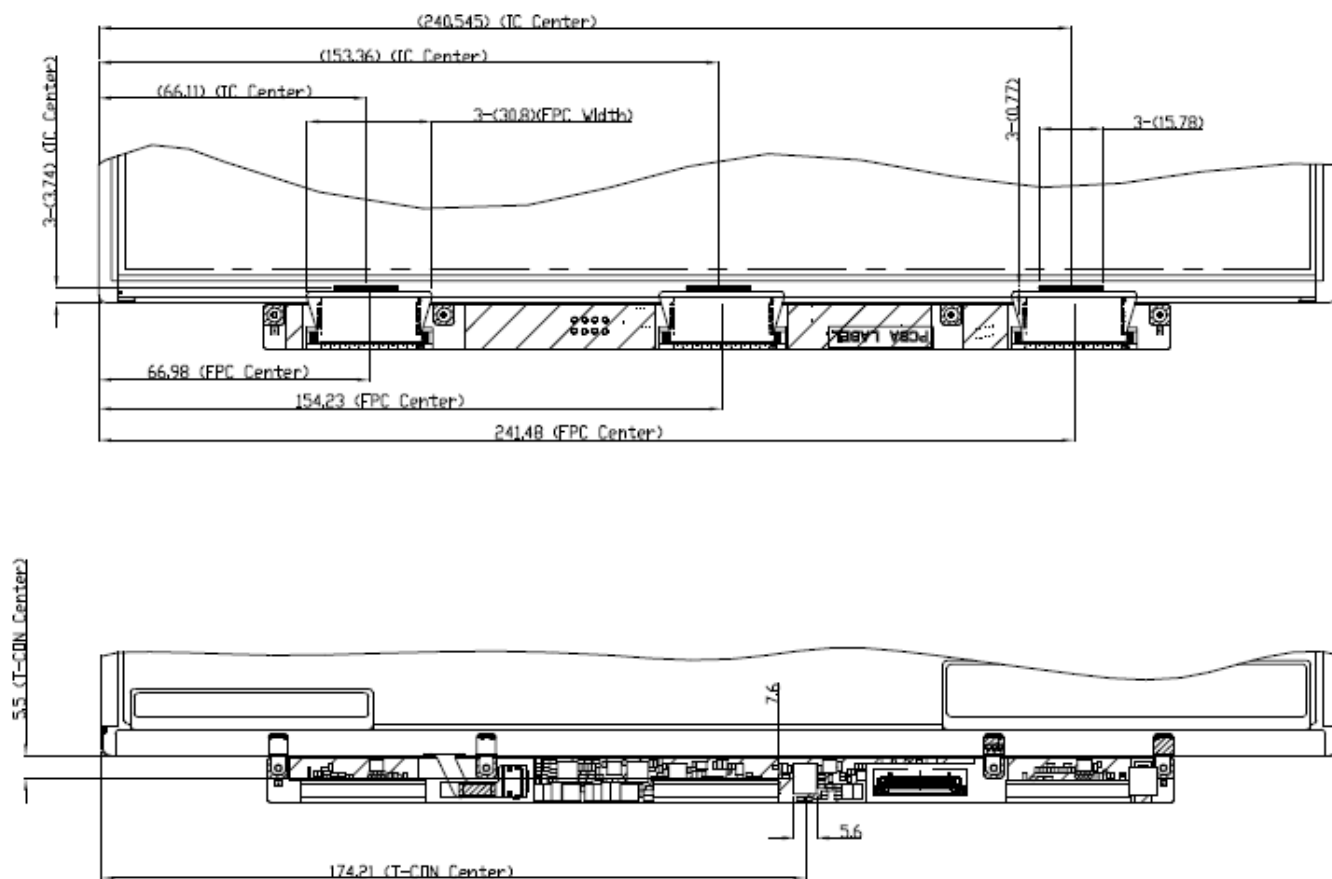 (240.545) (IC Center)
(153.36) (IC Center)
(66.11) (IC Center)
3-(30.8)(FPC Width)
3-(3.74) (IC Center)
3-(0.77)
3-(15.78)
PCBA LABEL
66.98 (FPC Center)
154.23 (FPC Center)
241.48 (FPC Center)
5.5 (T-CON Center)
7.6
5.6
174.21 (T-CON Center)